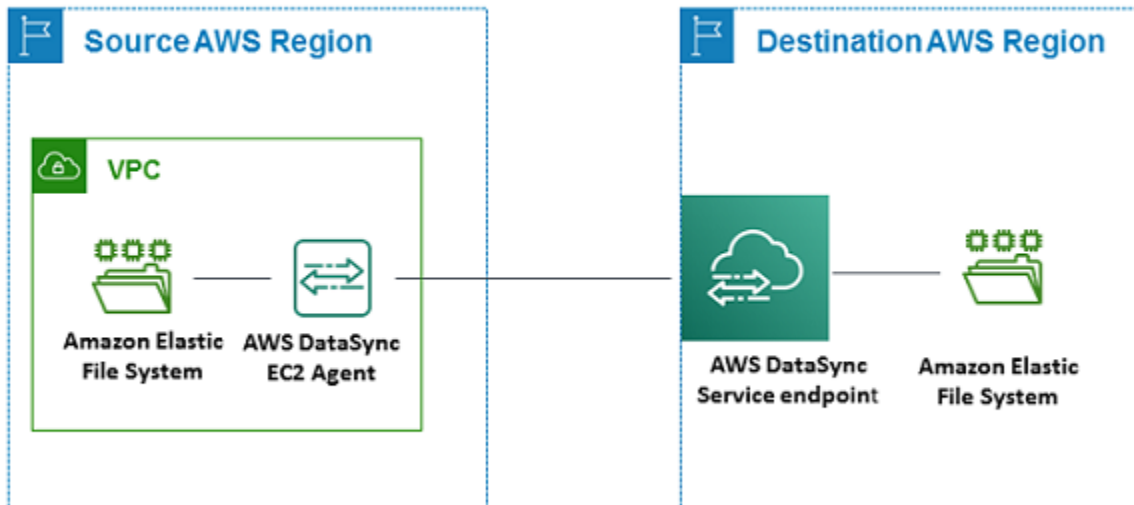 Source AWS Region
Destination AWS Region
VPC
Amazon Elastic
File System
AWS DataSync
EC2 Agent
AWS DataSync
Service endpoint
Amazon Elastic
File System